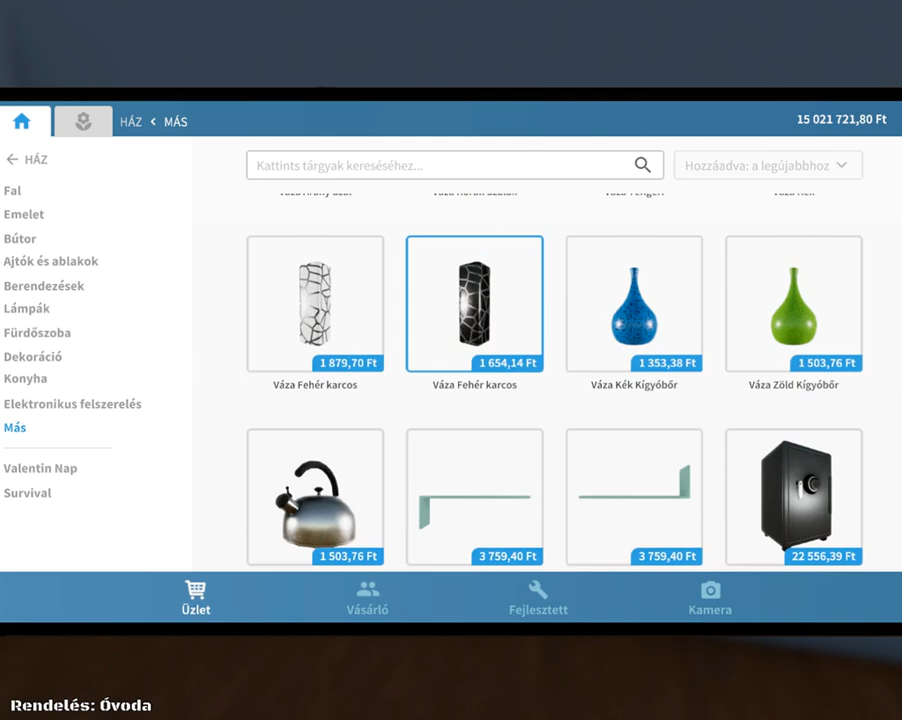 HÁZ < MÁS
15 021 721,80 Ft
← HÁZ
Kattints tárgyak kereséséhez...
Hozzáadva: a legújabbhoz
Fal
Emelet
Bútor
Ajtók és ablakok
Berendezések
Lámpák
Fürdőszoba
Dekoráció
Konyha
Elektronikus felszerelés
Más
Valentin Nap
Survival
1 879,70 Ft
1 654,14 Ft
1 353,38 Ft
1 503,76 Ft
Váza Fehér karcos
Váza Fehér karcos
Váza Kék Kígyóbőr
Váza Zöld Kígyóbőr
1 503,76 Ft
3 759,40 Ft
3 759,40 Ft
22 556,39 Ft
Üzlet
Vásárló
Fejlesztett
Kamera
Rendelés: Óvoda